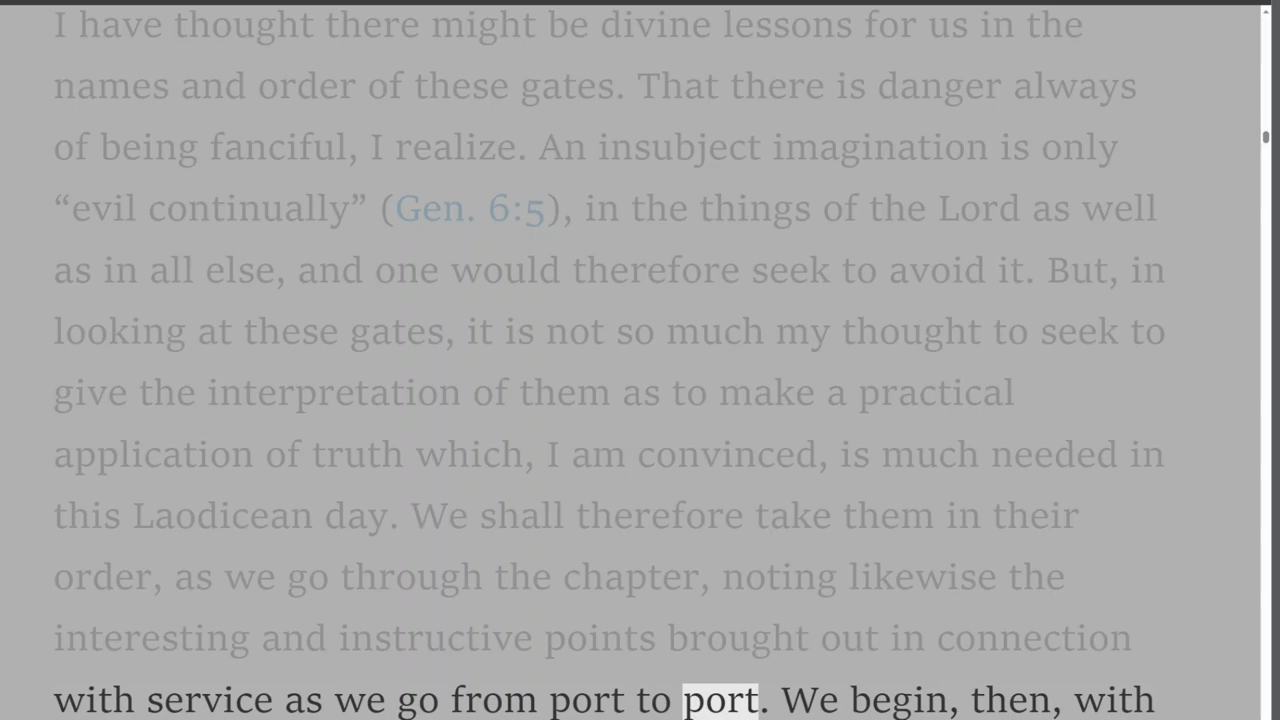 I have thought there might be divine lessons for us in the
names and order of these gates. That there is danger always
of being fanciful, I realize. An insubject imagination is only
“evil continually” (Gen. 6:5), in the things of the Lord as well
as in all else, and one would therefore seek to avoid it. But, in
looking at these gates, it is not so much my thought to seek to
give the interpretation of them as to make a practical
application of truth which, I am convinced, is much needed in
this Laodicean day. We shall therefore take them in their
order, as we go through the chapter, noting likewise the
interesting and instructive points brought out in connection
with service as we go from port to port. We begin, then, with